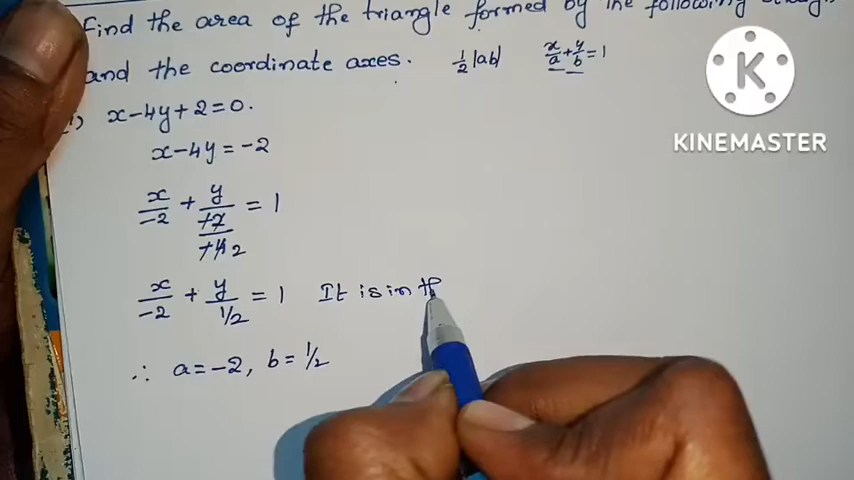 Find the area of the triangle formed by the following
and the coordinate axes. 1/2 |ab| x/a + y/b = 1
i) x-4y+2=0.
x-4y = -2
x/-2 + y/(+2/+4 2) = 1
x/-2 + y/1/2 = 1 It is in th
∴ a=-2, b=1/2
K
KINEMASTER